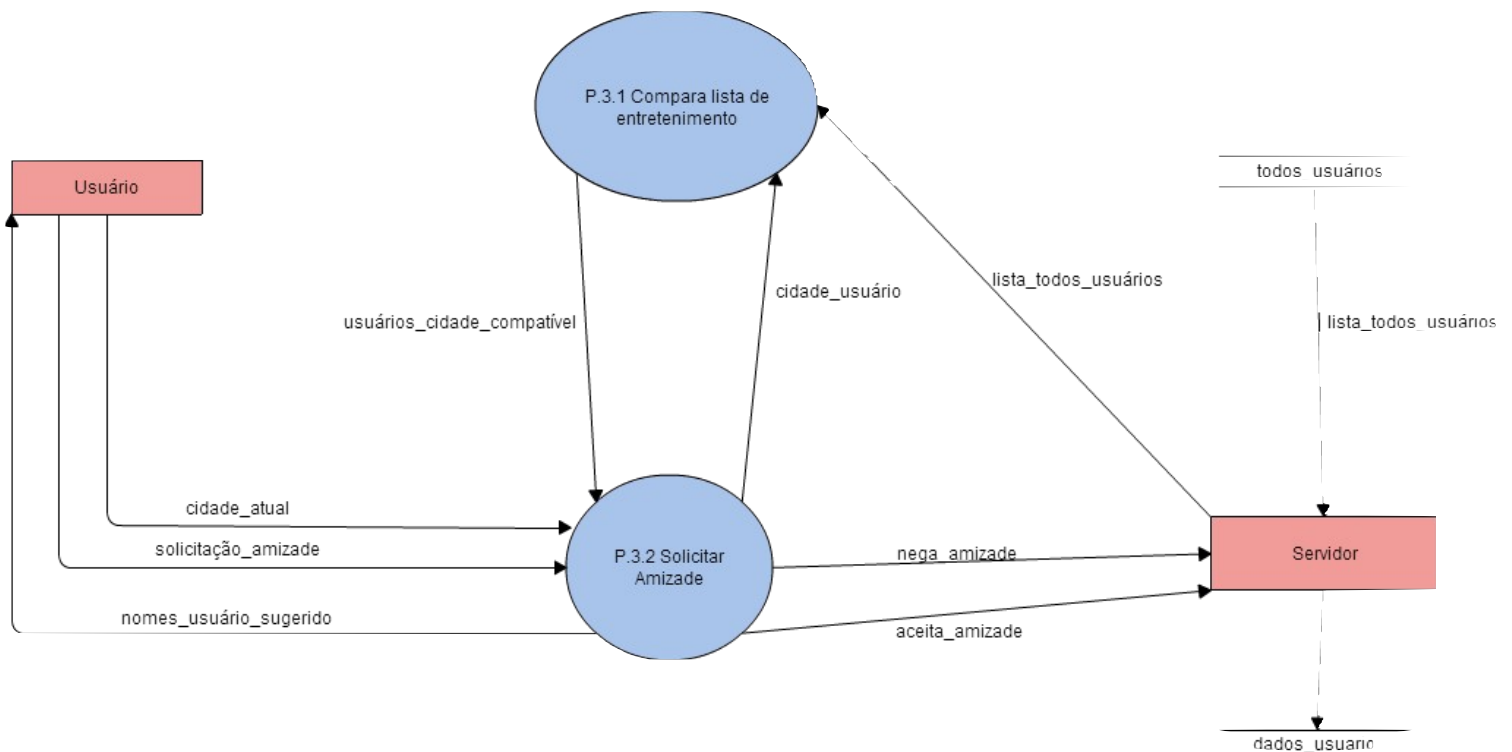 P.3.1 Compara lista de
entretenimento
todos_usuários
Usuário
lista_todos_usuários
cidade_usuário
usuários_cidade_compatível
lista_todos_usuários
cidade_atual
solicitação_amizade
P.3.2 Solicitar
Amizade
nega_amizade
Servidor
nomes_usuário_sugerido
aceita_amizade
dados_usuario